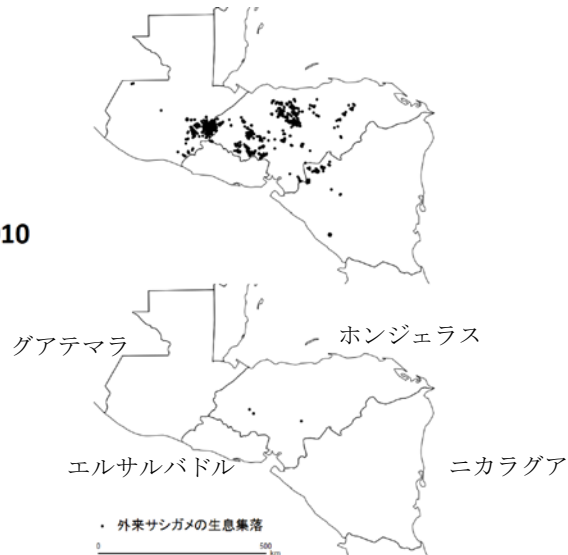 10
グアテマラ
ホンジェラス
エルサルバドル
ニカラグア
・ 外来サシガメの生息集落
0 500
km